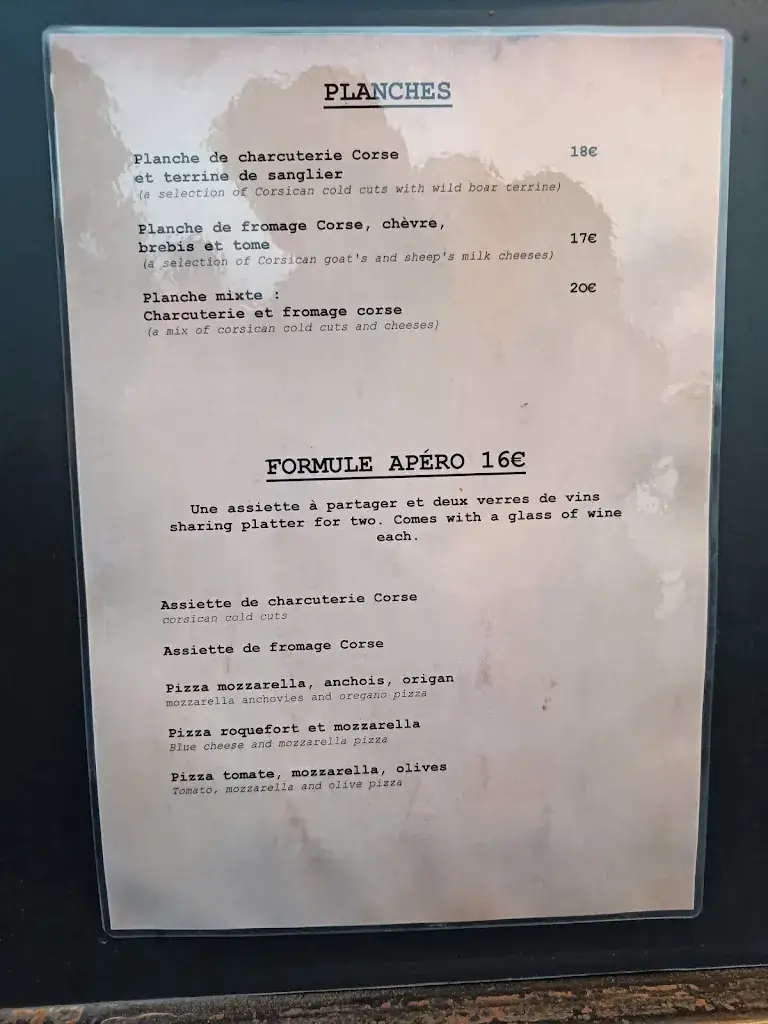 PLANCHES
Planche de charcuterie Corse 18€
et terrine de sanglier
(a selection of Corsican cold cuts with wild boar terrine)
Planche de fromage Corse, chèvre,
brebis et tome 17€
(a selection of Corsican goat's and sheep's milk cheeses)
Planche mixte : 20€
Charcuterie et fromage corse
(a mix of corsican cold cuts and cheeses)
FORMULE APÉRO 16€
Une assiette à partager et deux verres de vins
sharing platter for two. Comes with a glass of wine
each.
Assiette de charcuterie Corse
corsican cold cuts
Assiette de fromage Corse
Pizza mozzarella, anchois, origan
mozzarella anchovies and oregano pizza
Pizza roquefort et mozzarella
Blue cheese and mozzarella pizza
Pizza tomate, mozzarella, olives
Tomato, mozzarella and olive pizza